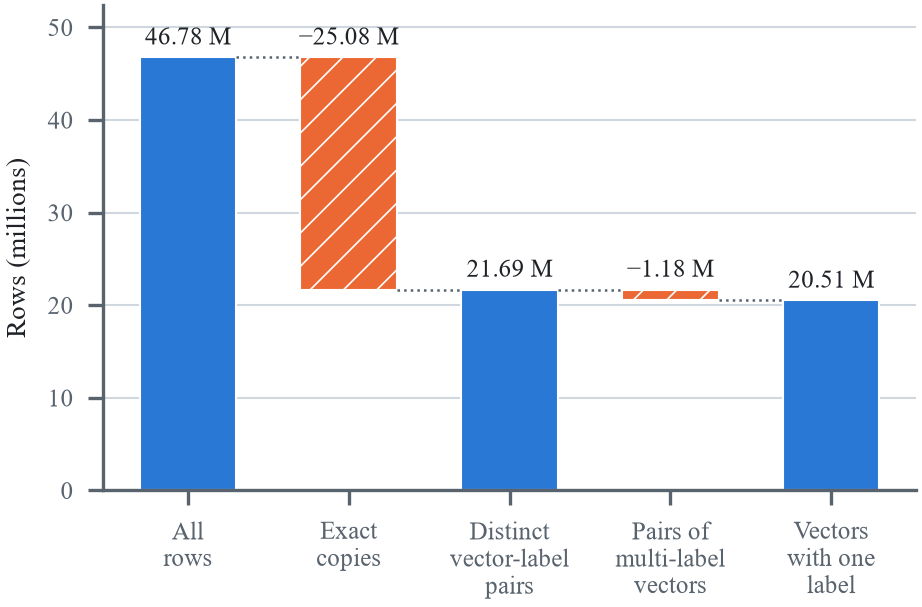 50
40
30
20
10
0
Rows (millions)
46.78 M
−25.08 M
21.69 M
−1.18 M
20.51 M
All
rows
Exact
copies
Distinct
vector-label
pairs
Pairs of
multi-label
vectors
Vectors
with one
label